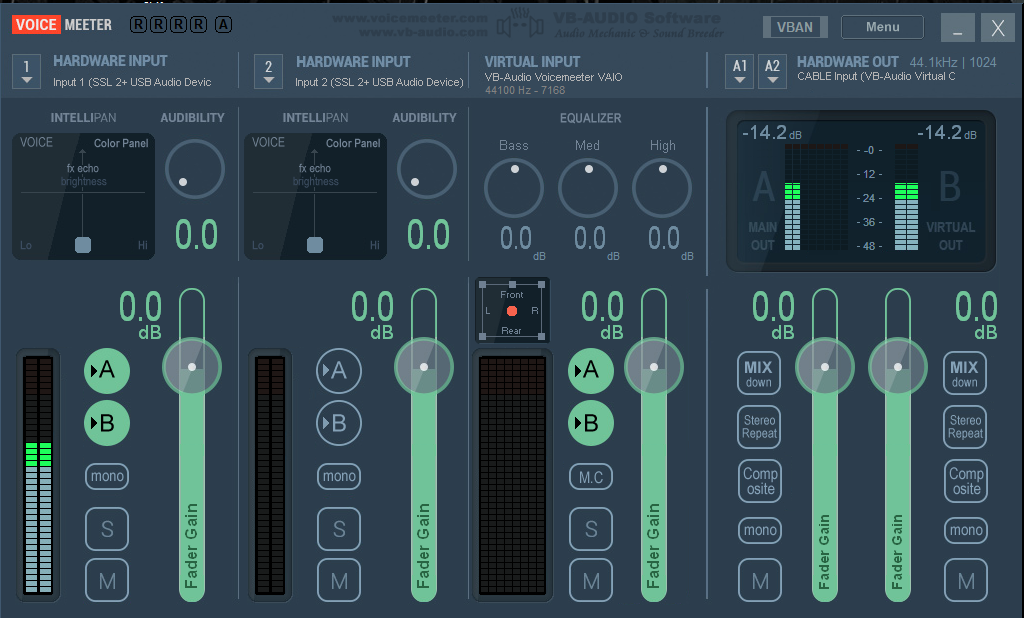 VOICE MEETER
R R R R A
www.voicemeeter.com
www.vb-audio.com
VB-AUDIO Software
Audio Mechanic & Sound Breeder
VBAN
Menu
_
X
1
HARDWARE INPUT
Input 1 (SSL 2+ USB Audio Devic
2
HARDWARE INPUT
Input 2 (SSL 2+ USB Audio Device)
VIRTUAL INPUT
VB-Audio Voicemeeter VAIO
44100 Hz - 7168
A1
A2
HARDWARE OUT 44.1kHz | 1024
CABLE Input (VB-Audio Virtual C
INTELLIPAN
AUDIBILITY
VOICE
Color Panel
fx echo
brightness
Lo
Hi
0.0
INTELLIPAN
AUDIBILITY
VOICE
Color Panel
fx echo
brightness
Lo
Hi
0.0
EQUALIZER
Bass
Med
High
0.0
dB
0.0
dB
0.0
dB
-14.2dB
-14.2dB
A
MAIN
OUT
- 0 -
- 12 -
- 24 -
- 36 -
- 48 -
B
VIRTUAL
OUT
0.0
dB
A
B
mono
S
M
Fader Gain
0.0
dB
A
B
mono
S
M
Fader Gain
Front
L
R
Rear
0.0
dB
A
B
M.C
S
M
Fader Gain
0.0
dB
MIX
down
Stereo
Repeat
Comp
osite
mono
M
Fader Gain
Fader Gain
0.0
dB
MIX
down
Stereo
Repeat
Comp
osite
mono
M